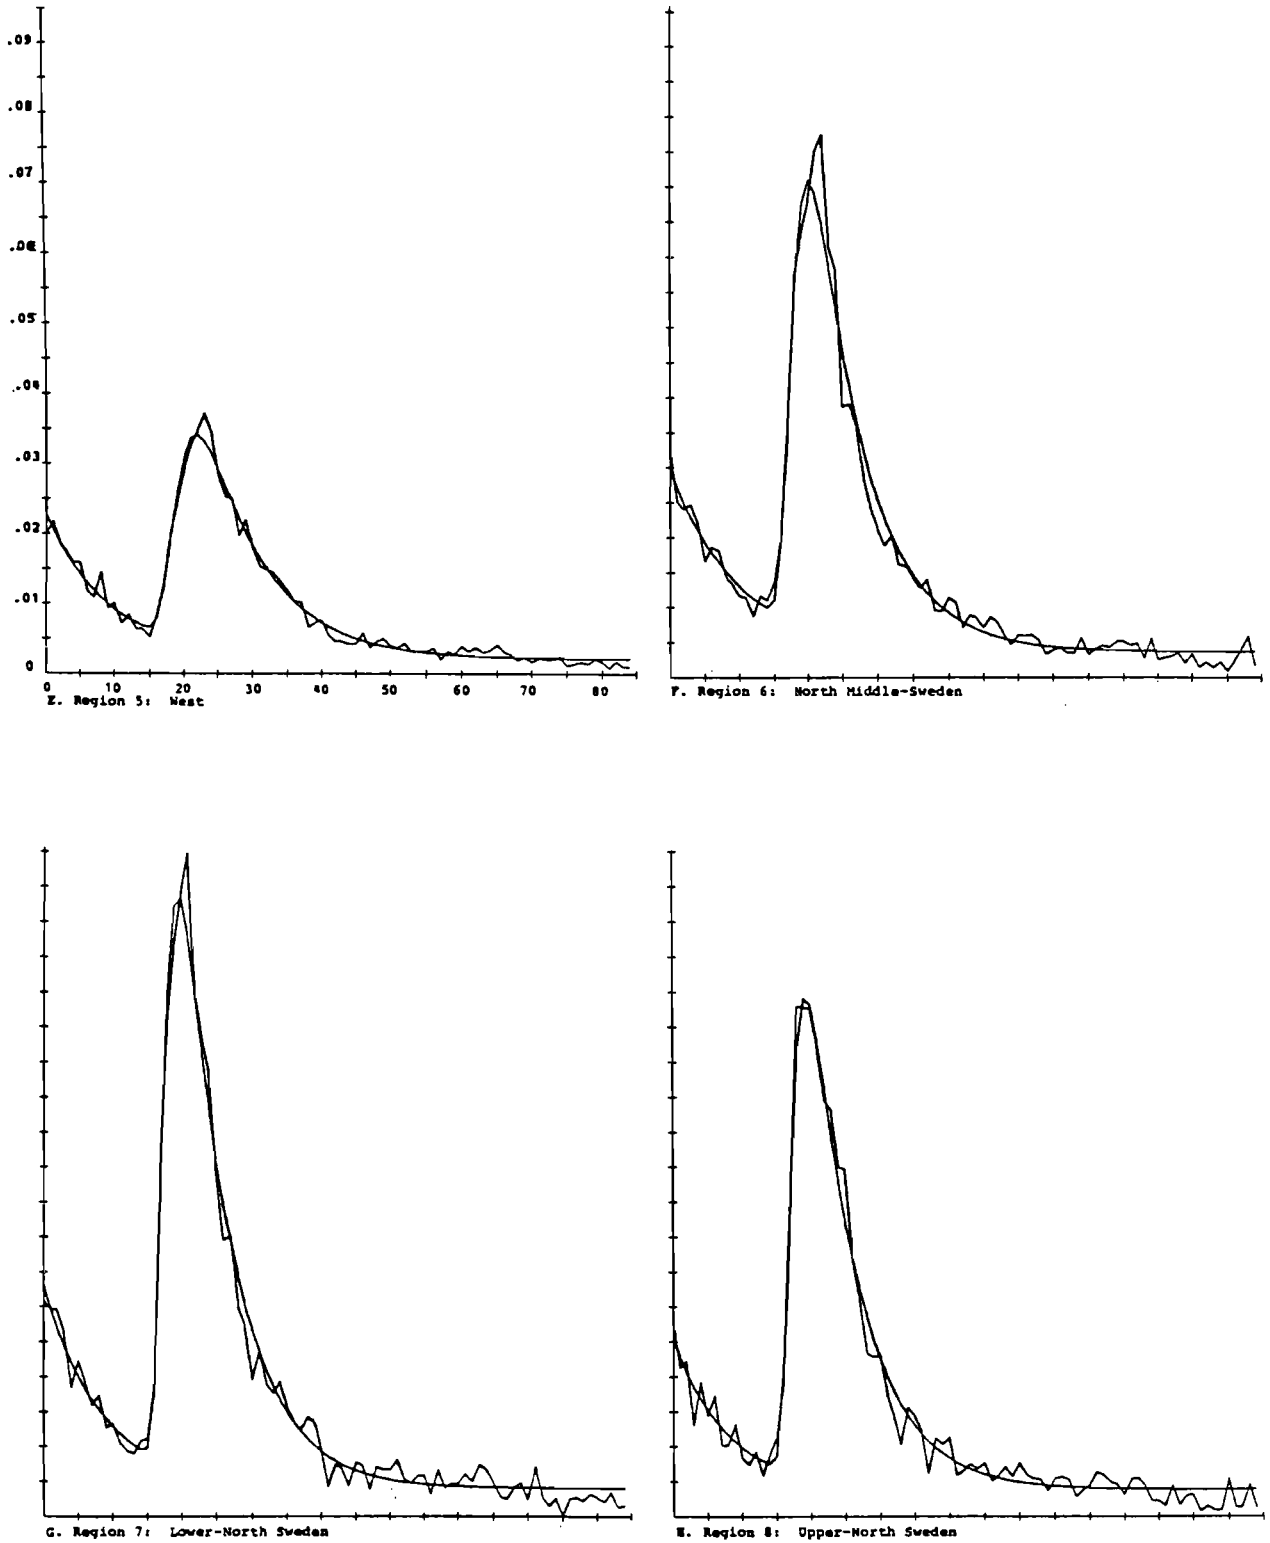 .09
.08
.07
.06
.05
.04
.03
.02
.01
0
0 10 20 30 40 50 60 70 80
E. Region 5: West
F. Region 6: North Middle-Sweden
G. Region 7: Lower-North Sweden
H. Region 8: Upper-North Sweden